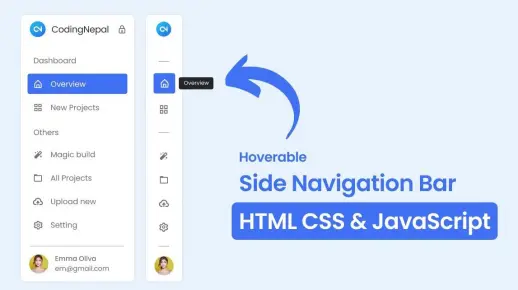 CodingNepal
Dashboard
Overview
New Projects
Others
Magic build
All Projects
Upload new
Setting
Emma Oliva
em@gmail.com
Overview
Hoverable
Side Navigation Bar
HTML CSS & JavaScript